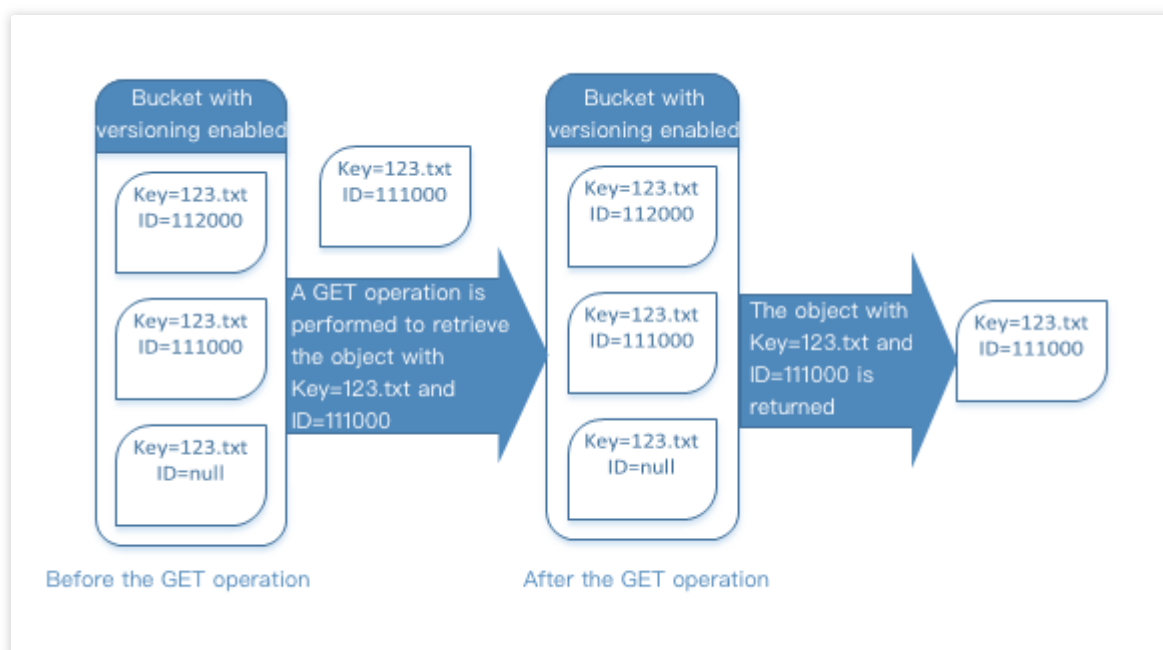 Bucket with
versioning enabled
Key=123.txt
ID=112000
Key=123.txt
ID=111000
Key=123.txt
ID=null
Before the GET operation
Key=123.txt
ID=111000
A GET operation is
performed to retrieve
the object with
Key=123.txt and
ID=111000
Bucket with
versioning enabled
Key=123.txt
ID=112000
Key=123.txt
ID=111000
Key=123.txt
ID=null
After the GET operation
The object with
Key=123.txt and
ID=111000 is
returned
Key=123.txt
ID=111000